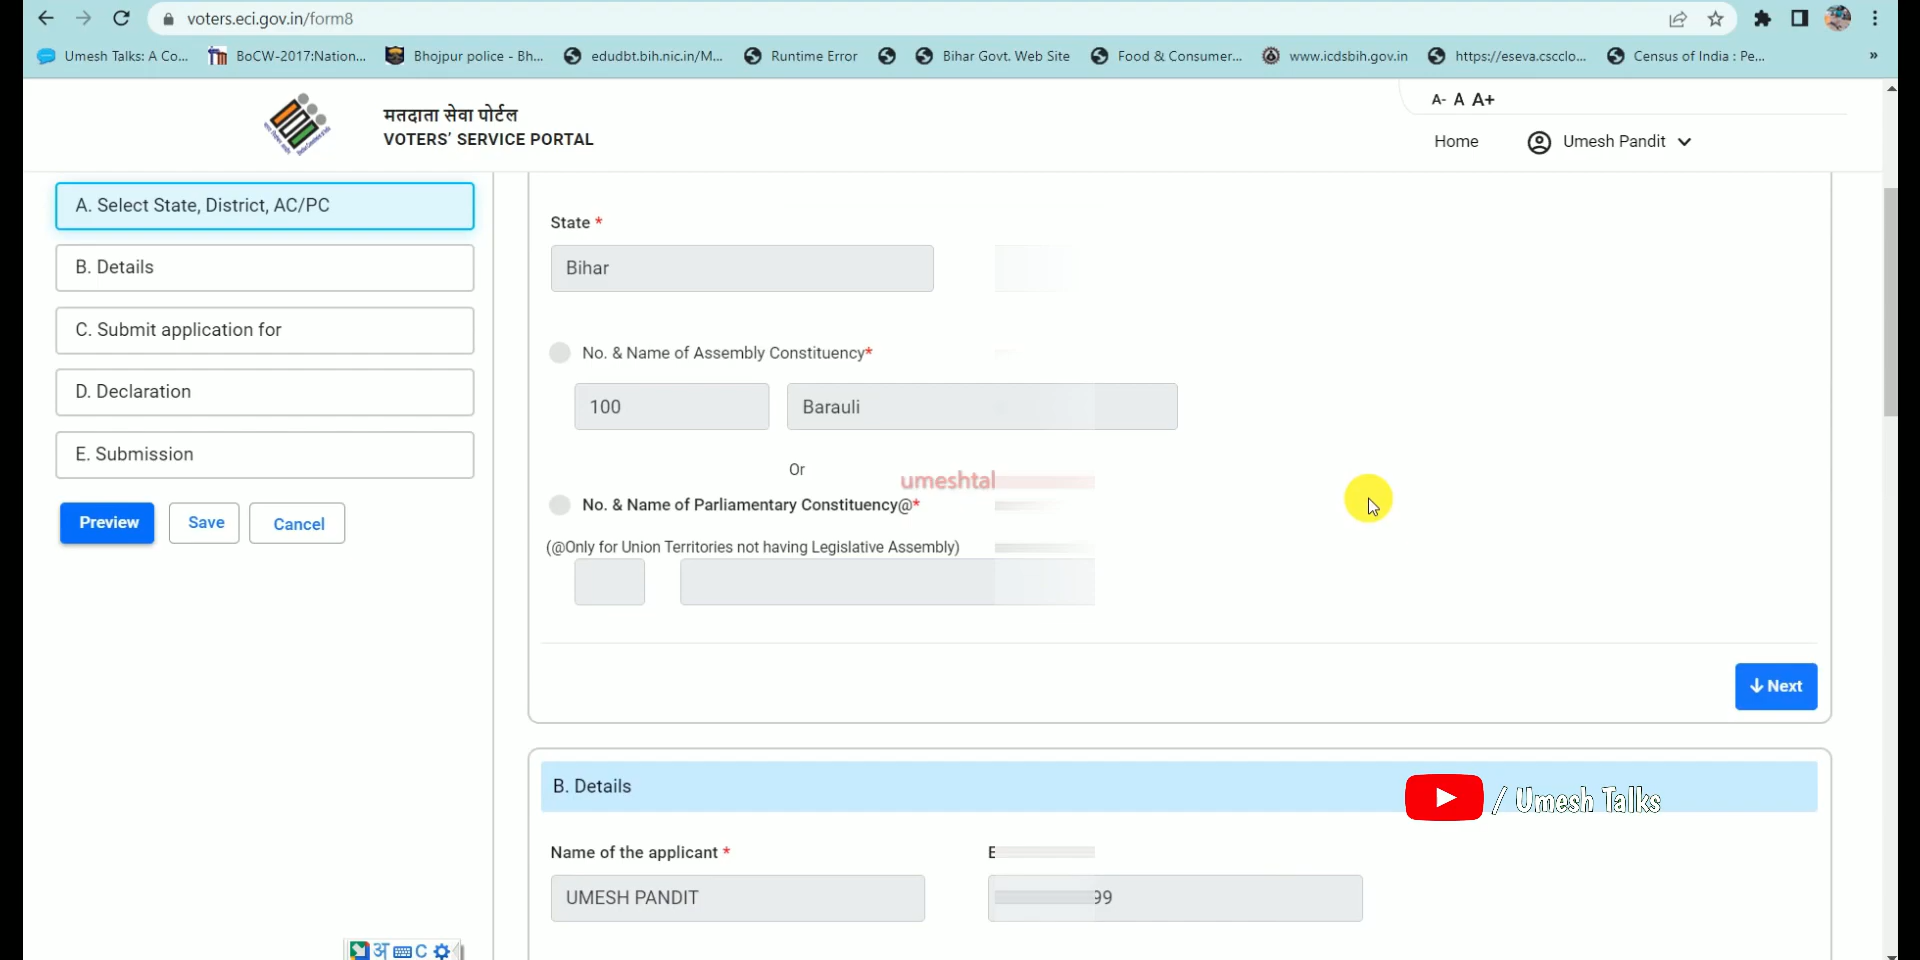 voters.eci.gov.in/form8
Umesh Talks: A Co... BoCW-2017:Nation... Bhojpur police - Bh... edudbt.bih.nic.in/M... Runtime Error Bihar Govt. Web Site Food & Consumer... www.icdsbih.gov.in https://eseva.csccclo... Census of India : Pe... »
मतदाता सेवा पोर्टल
VOTERS’ SERVICE PORTAL
A- A A+
Home Umesh Pandit
A. Select State, District, AC/PC
B. Details
C. Submit application for
D. Declaration
E. Submission
Preview Save Cancel
State *
Bihar
No. & Name of Assembly Constituency*
100 Barauli
Or
umeshtal
No. & Name of Parliamentary Constituency@*
(@Only for Union Territories not having Legislative Assembly)
Next
B. Details
/ Umesh Talks
Name of the applicant * E
UMESH PANDIT 99
अ C